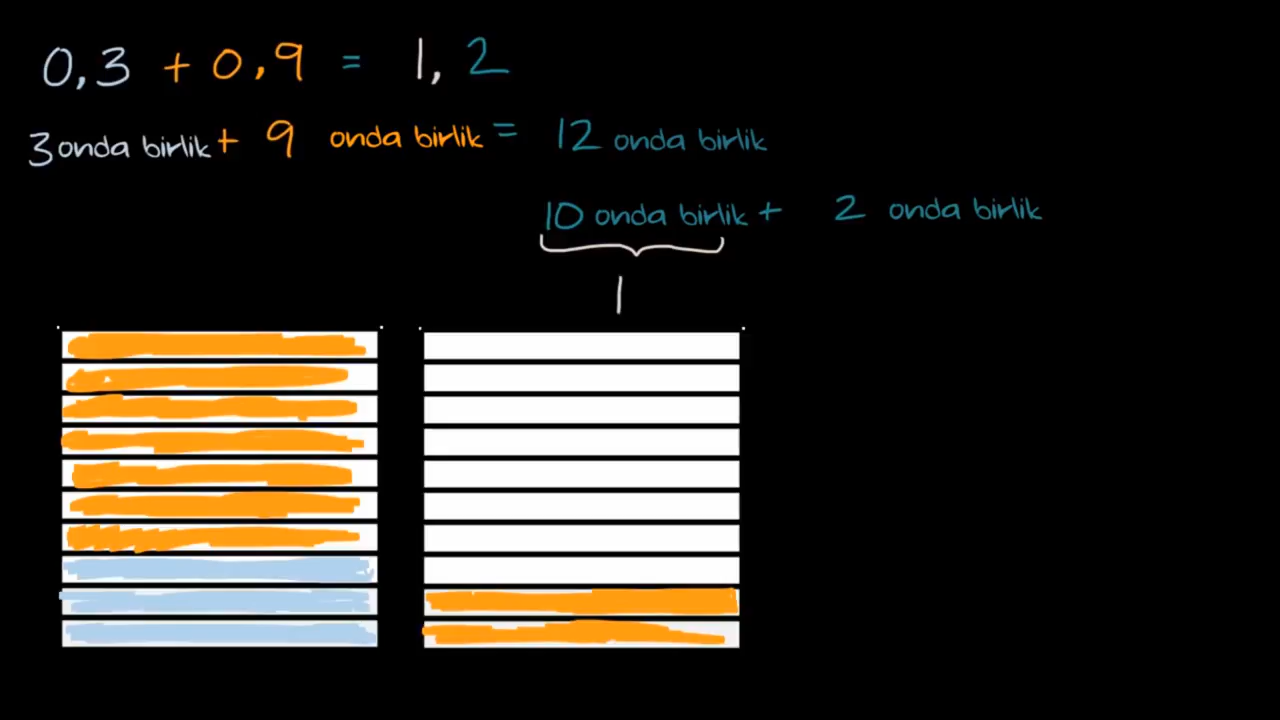 0,3 + 0,9 = 1,2
3 onda birlik + 9 onda birlik = 12 onda birlik
10 onda birlik + 2 onda birlik
1